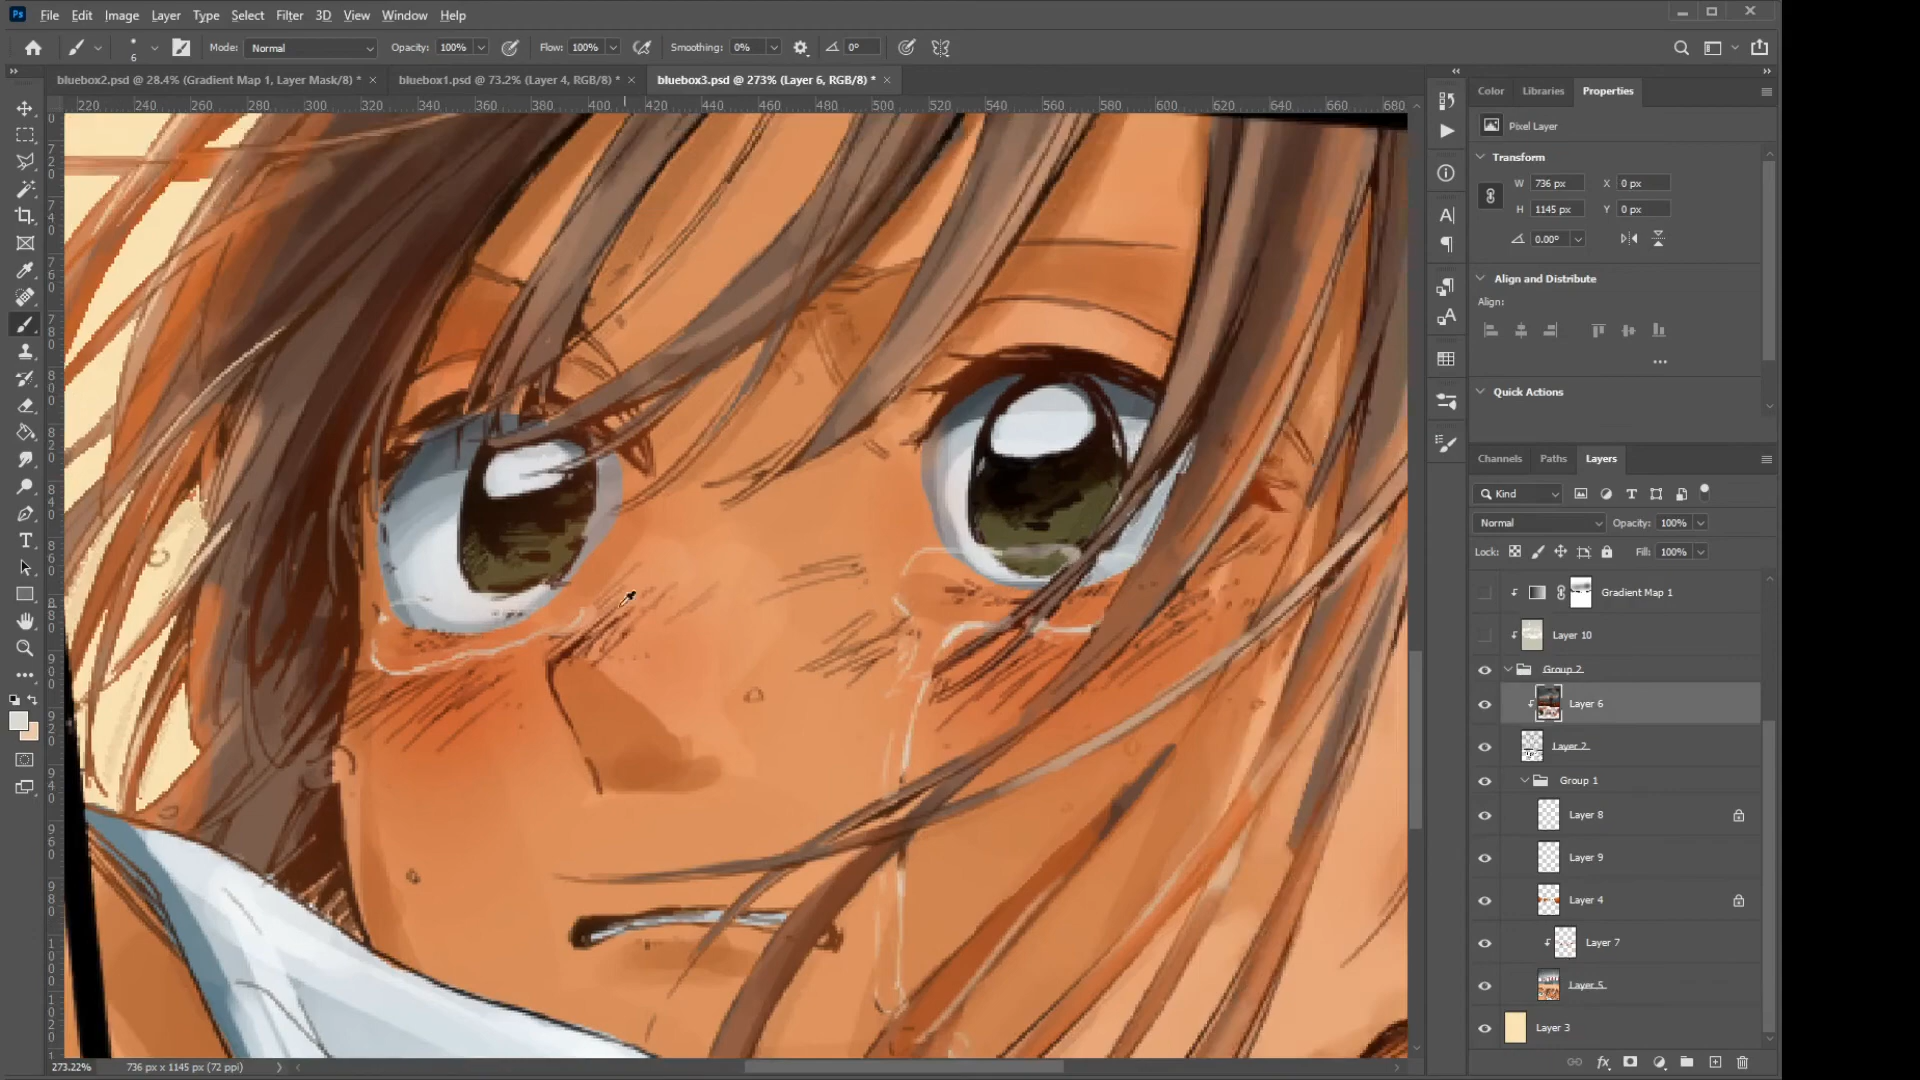 Ps File Edit Image Layer Type Select Filter 3D View Window Help
6 Mode: Normal Opacity: 100% Flow: 100% Smoothing: 0% 0°
bluebox2.psd @ 28.4% (Gradient Map 1, Layer Mask/8) * bluebox1.psd @ 73.2% (Layer 4, RGB/8) * bluebox3.psd @ 273% (Layer 6, RGB/8) *
220 240 260 280 300 320 340 360 380 400 420 440 460 480 500 520 540 560 580 600 620 640 660 680
Color Libraries Properties
Pixel Layer
Transform
W 736 px X 0 px
H 1145 px Y 0 px
0.00°
Align and Distribute
Align:
Quick Actions
Channels Paths Layers
Kind
Normal Opacity: 100%
Lock: Fill: 100%
Gradient Map 1
Layer 10
Group 2
Layer 6
Layer 2
Group 1
Layer 8
Layer 9
Layer 4
Layer 7
Layer 5
Layer 3
273.22% 736 px x 1145 px (72 ppi)